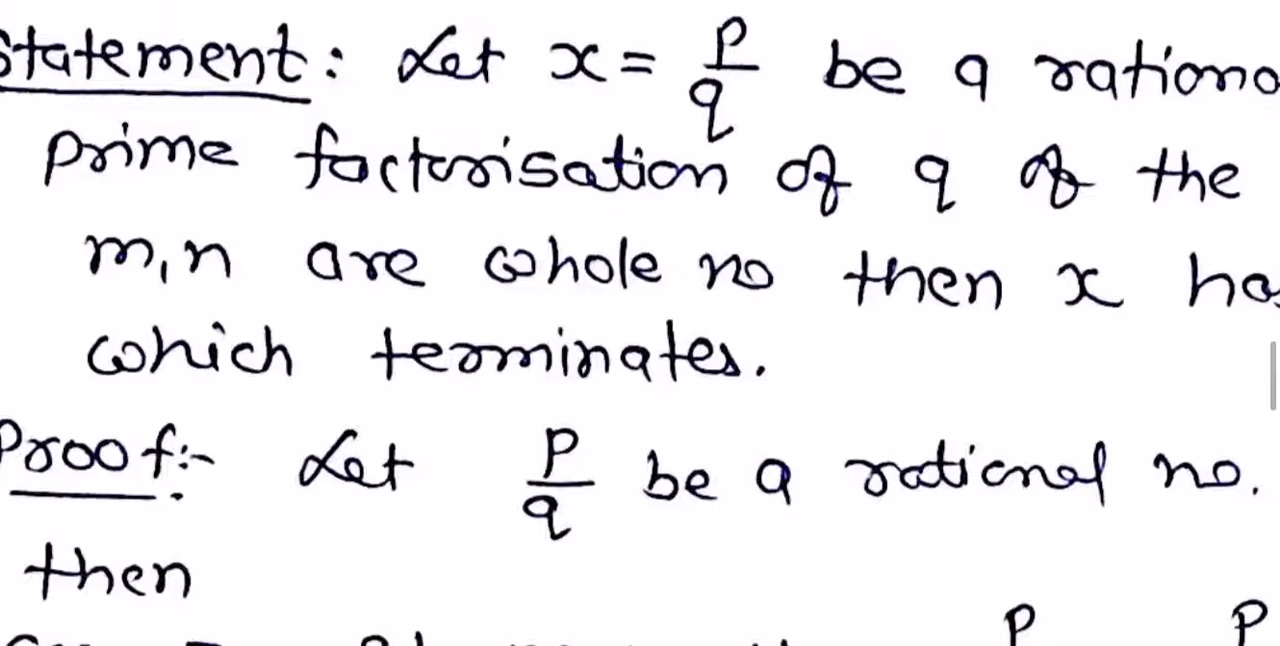 Statement: Let x = p/q be a rationa
prime factorisation of q of the
m,n are whole no then x has
which terminates.
Proof:- Let p/q be a rational no.
then
P P